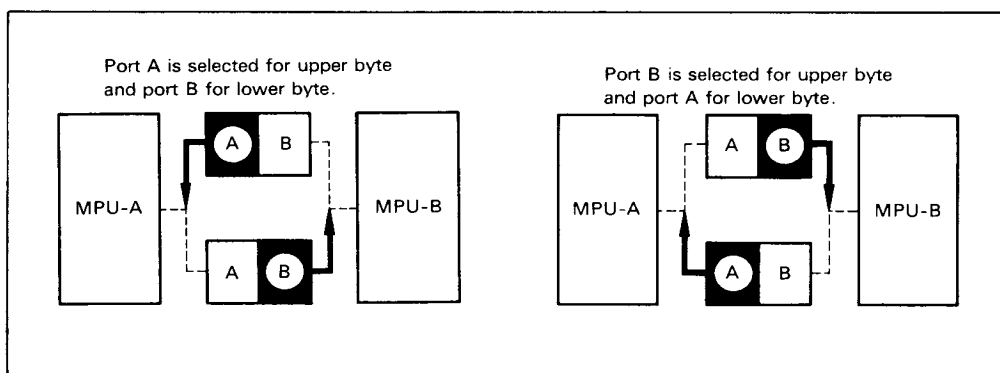 Port A is selected for upper byte
and port B for lower byte.
A B
MPU-A MPU-B
A B
Port B is selected for upper byte
and port A for lower byte.
A B
MPU-A MPU-B
A B